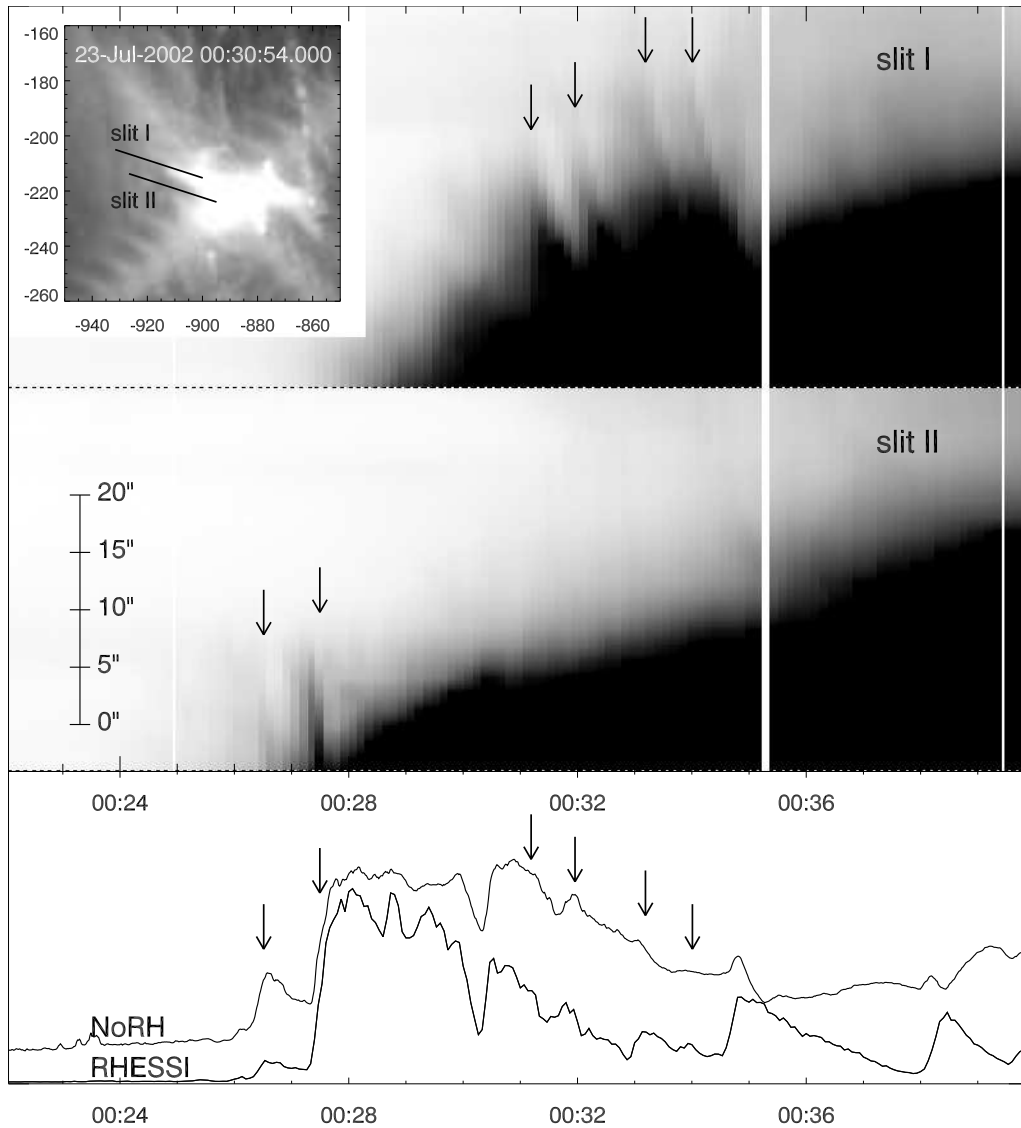 -160
-180
-200
-220
-240
-260
-940 -920 -900 -880 -860
23-Jul-2002 00:30:54.000
slit I
slit II
slit I
slit II
20"
15"
10"
5"
0"
00:24 00:28 00:32 00:36
NoRH
RHESSI
00:24 00:28 00:32 00:36